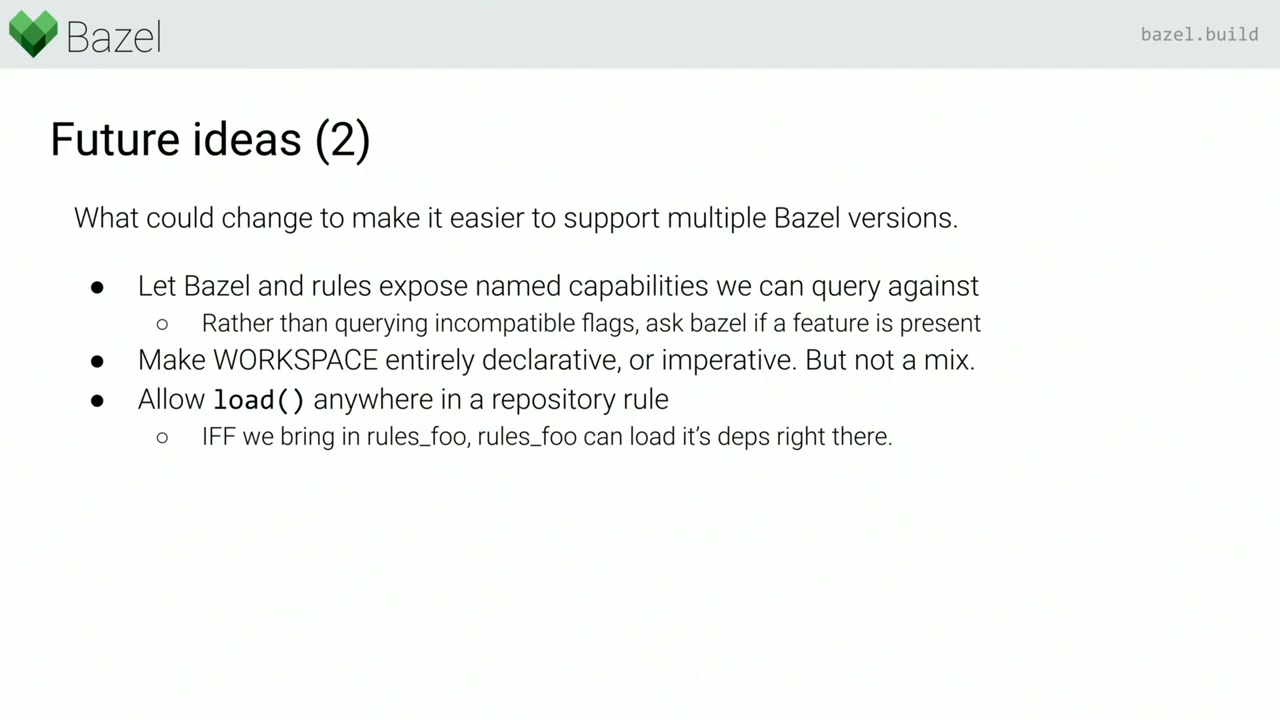 Bazel
bazel.build
Future ideas (2)
What could change to make it easier to support multiple Bazel versions.
● Let Bazel and rules expose named capabilities we can query against
○ Rather than querying incompatible flags, ask bazel if a feature is present
● Make WORKSPACE entirely declarative, or imperative. But not a mix.
● Allow load() anywhere in a repository rule
○ IFF we bring in rules_foo, rules_foo can load it's deps right there.